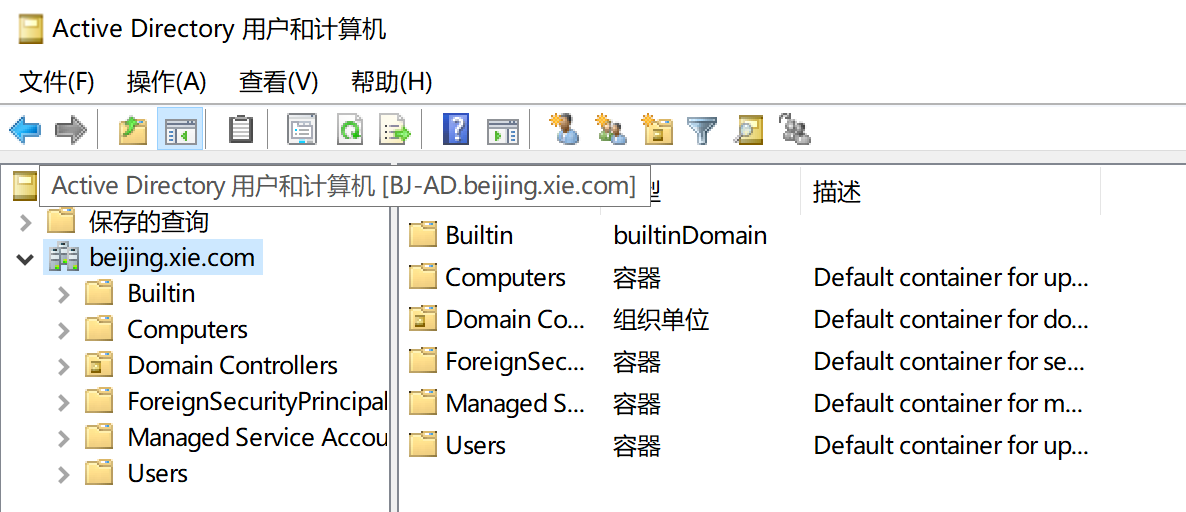 Active Directory 用户和计算机
文件(F) 操作(A) 查看(V) 帮助(H)
Active Directory 用户和计算机 [BJ-AD.beijing.xie.com]
描述
保存的查询
beijing.xie.com
Builtin
Computers
Domain Controllers
ForeignSecurityPrincipal
Managed Service Accou
Users
Builtin builtinDomain
Computers 容器 Default container for up...
Domain Co... 组织单位 Default container for do...
ForeignSec... 容器 Default container for se...
Managed S... 容器 Default container for m...
Users 容器 Default container for up...